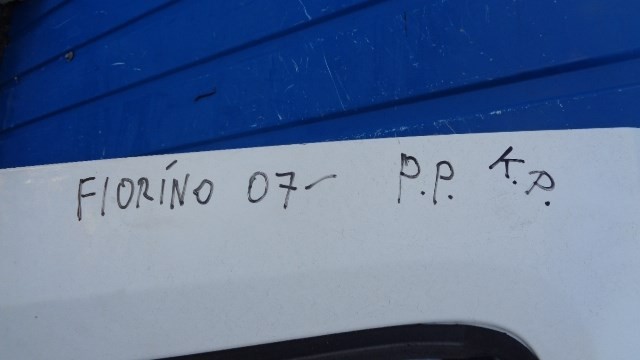 FIORÍNO 07- P.P. K.P.